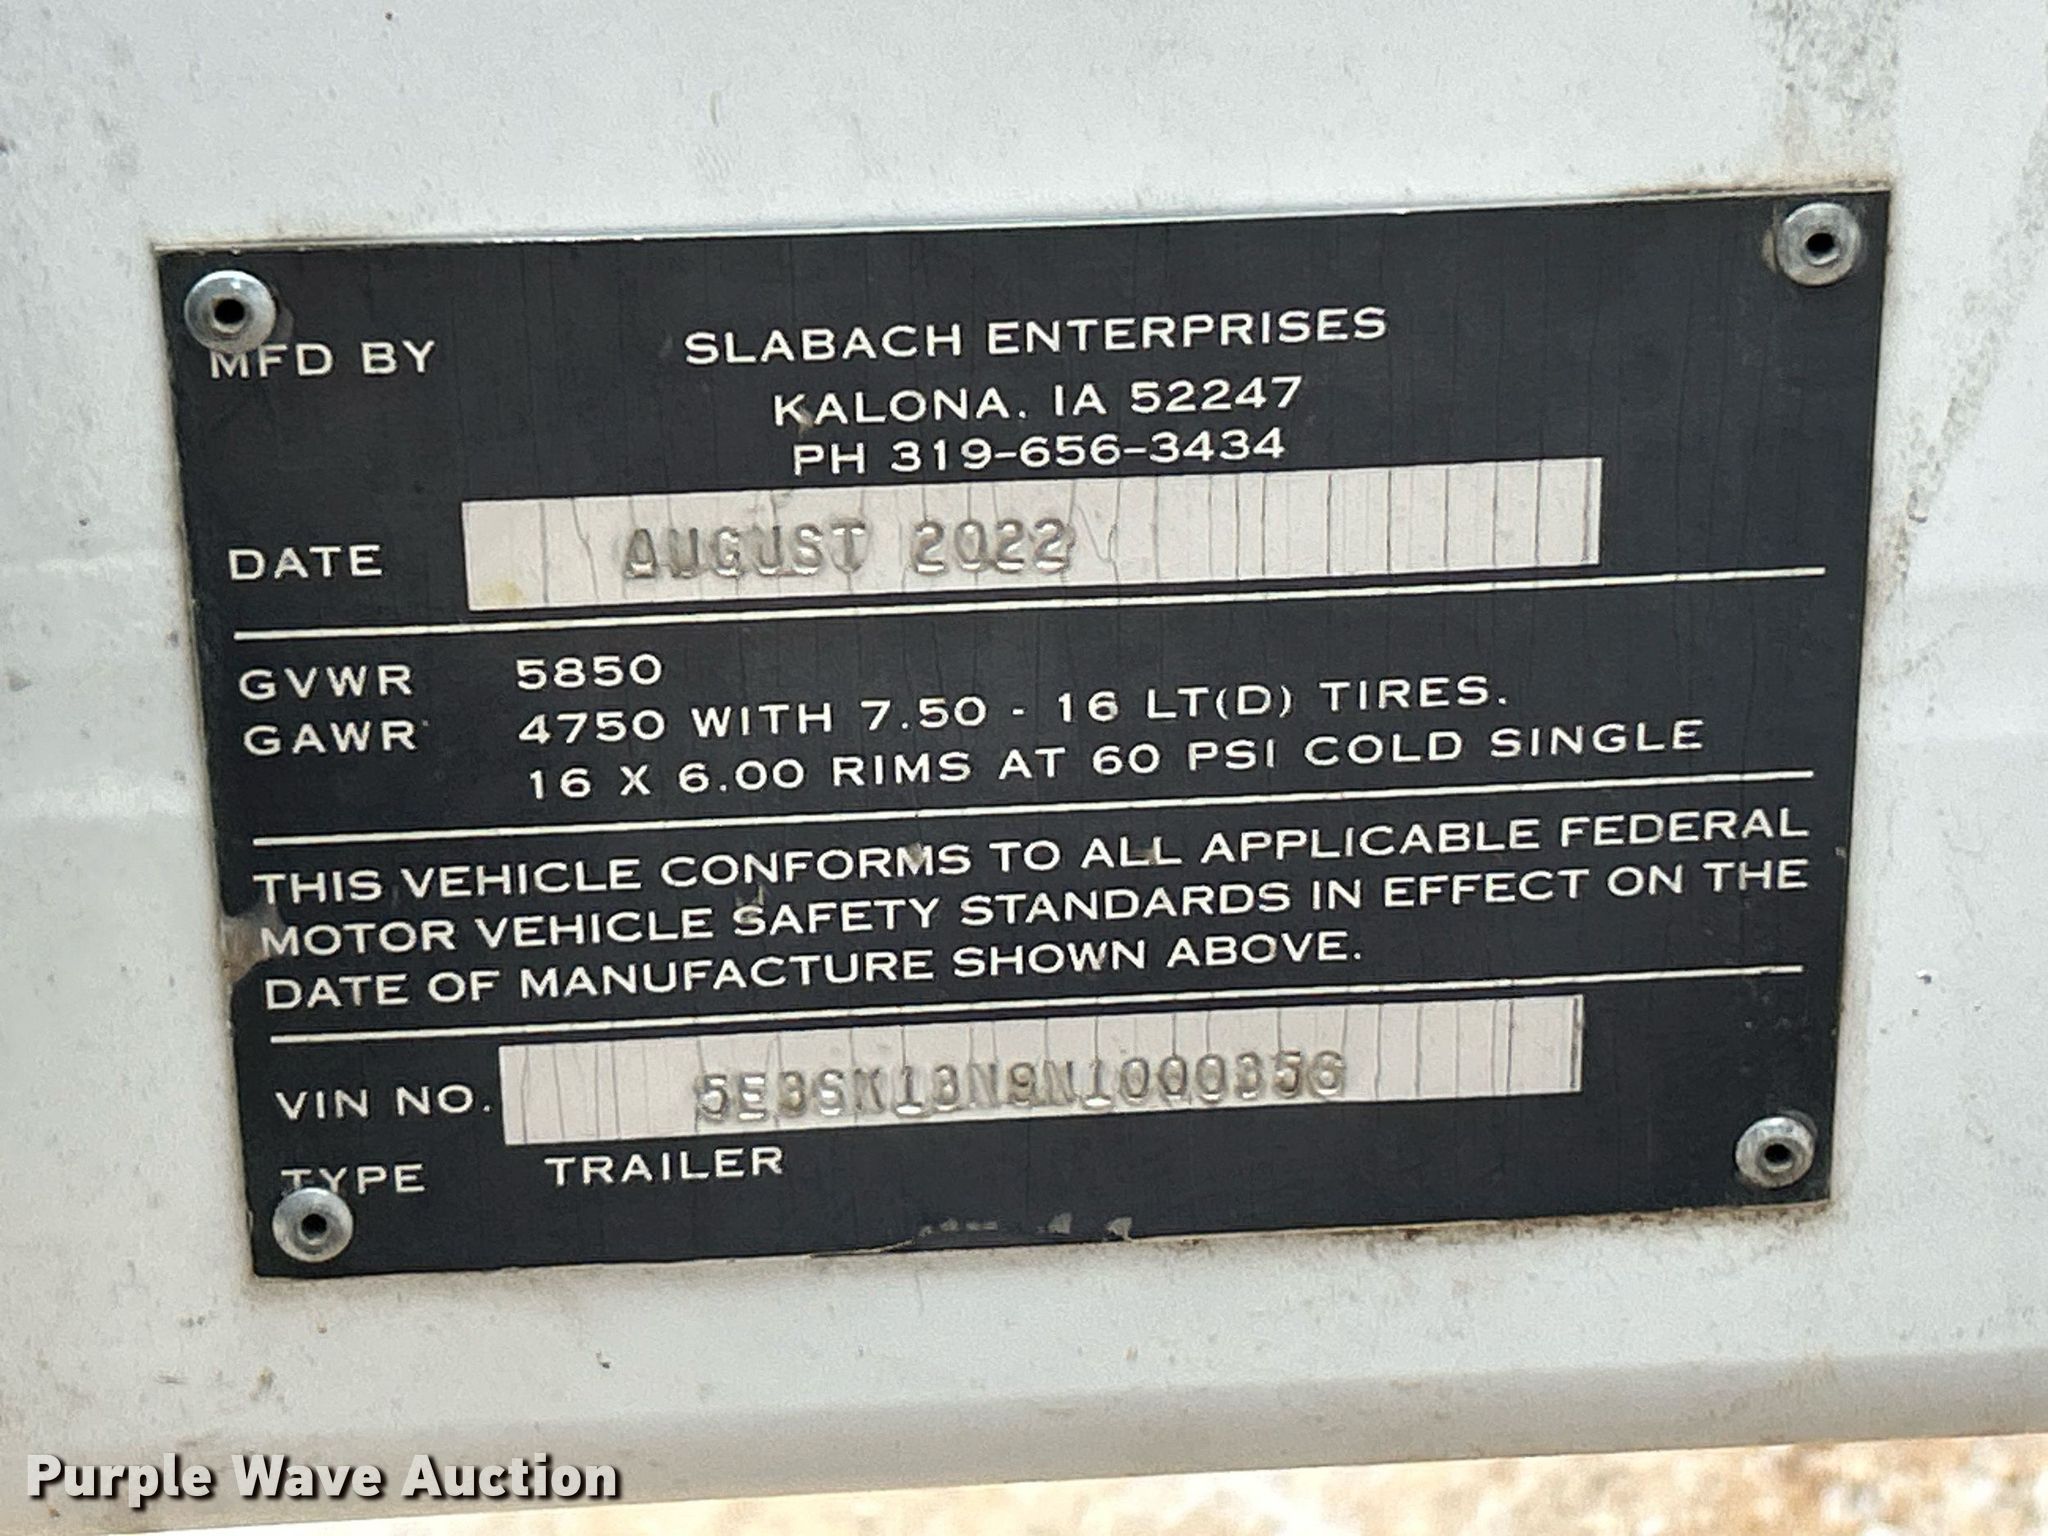 MFD BY SLABACH ENTERPRISES
KALONA, IA 52247
PH 319-656-3434
DATE AUGUST 2022
GVWR 5850
GAWR 4750 WITH 7.50 - 16 LT(D) TIRES.
16 X 6.00 RIMS AT 60 PSI COLD SINGLE
THIS VEHICLE CONFORMS TO ALL APPLICABLE FEDERAL
MOTOR VEHICLE SAFETY STANDARDS IN EFFECT ON THE
DATE OF MANUFACTURE SHOWN ABOVE.
VIN NO. 5E3SK13N9N1000356
TYPE TRAILER
Purple Wave Auction